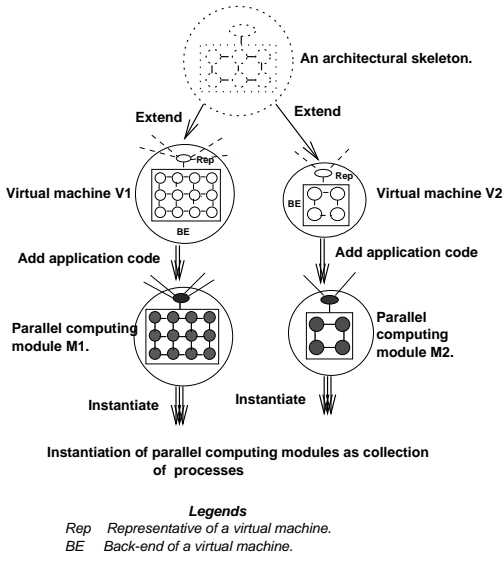 An architectural skeleton.
Extend
Extend
Rep
Rep
Virtual machine V1
BE
Virtual machine V2
BE
Add application code
Add application code
Parallel computing
module M1.
Parallel
computing
module M2.
Instantiate
Instantiate
Instantiation of parallel computing modules as collection
of processes
Legends
Rep Representative of a virtual machine.
BE Back-end of a virtual machine.